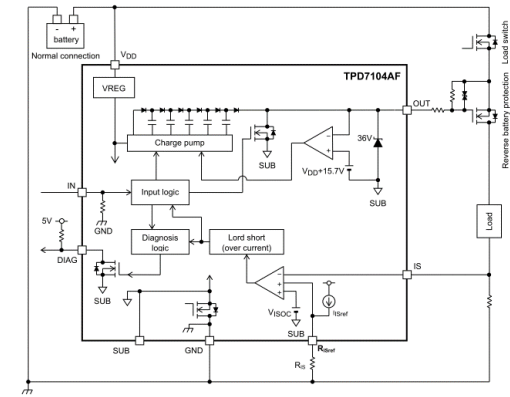 - +
battery
Normal connection
VDD
Load switch
TPD7104AF
VREG
OUT
Reverse battery protection
36V
Charge pump
SUB
VDD+15.7V
SUB
IN
Input logic
GND
5V
Load
Diagnosis
logic
Lord short
(over current)
DIAG
IS
SUB
VISOC
IISref
SUB
SUB
GND
RISref
RIS